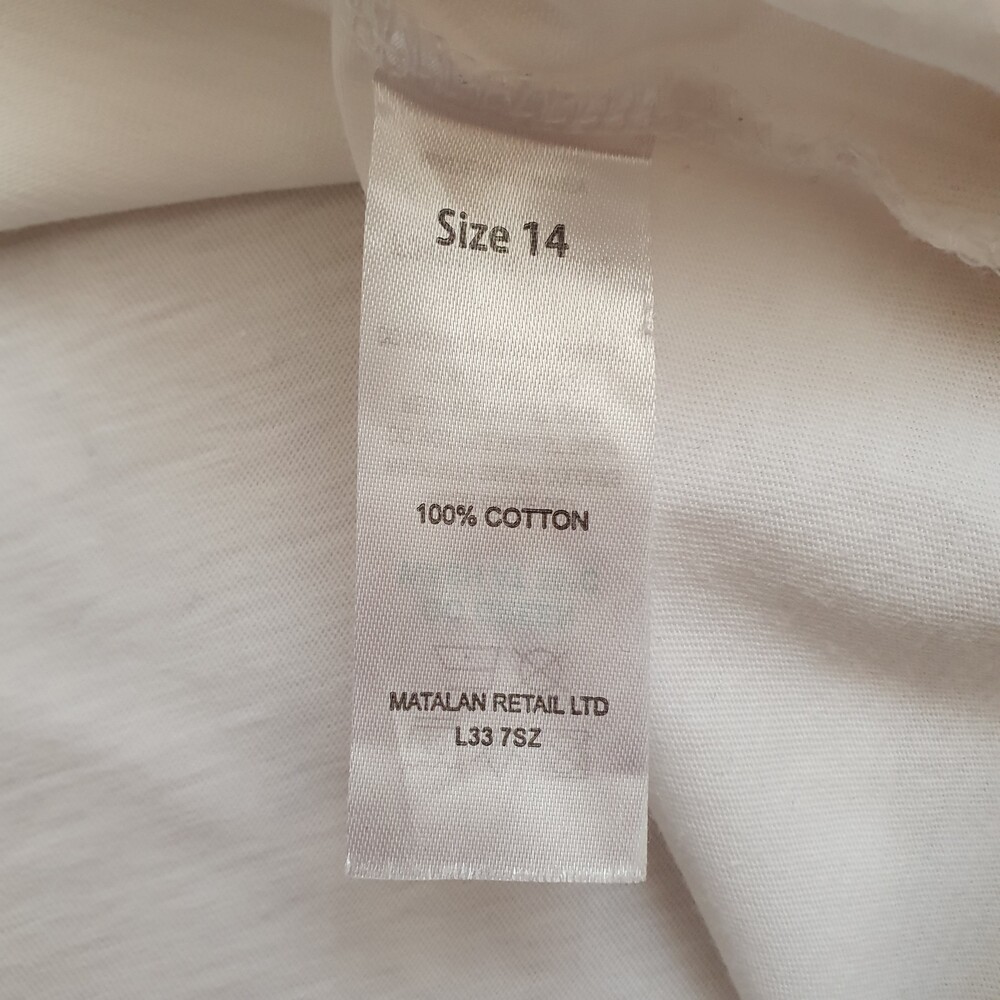 Size 14
100% COTTON
MATALAN RETAIL LTD
L33 7SZ